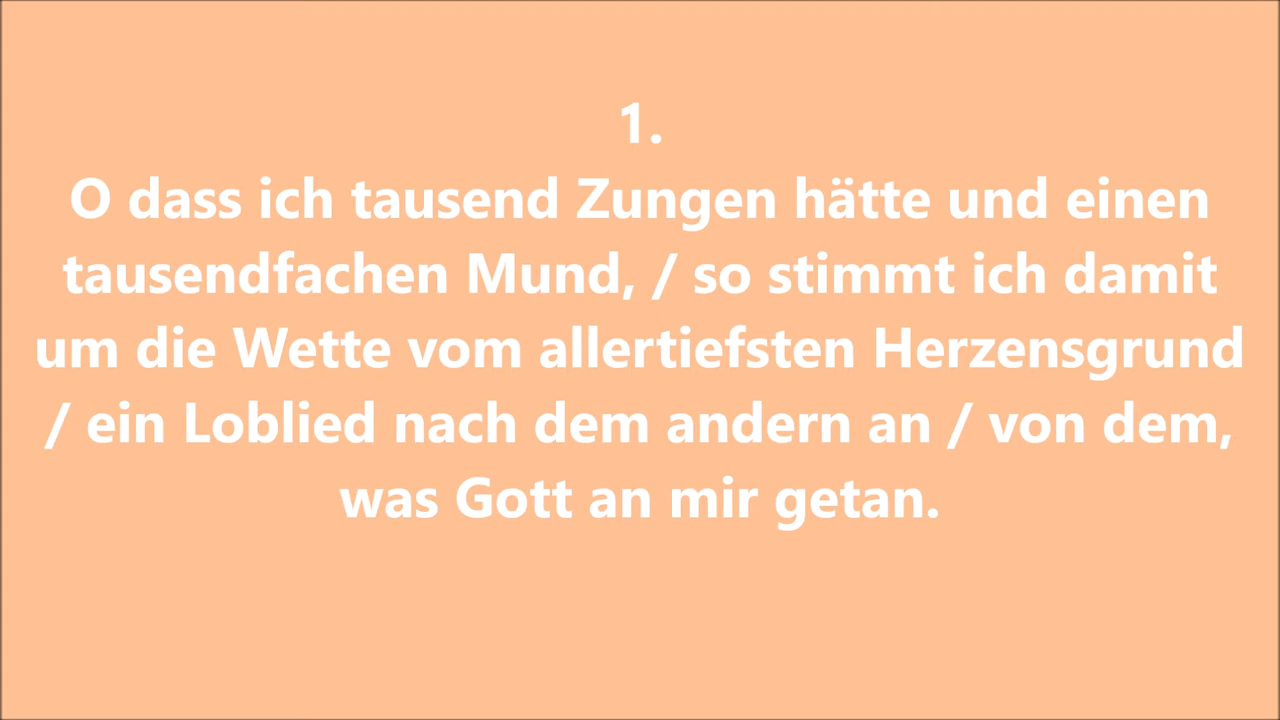 1.
O dass ich tausend Zungen hätte und einen
tausendfachen Mund, / so stimmt ich damit
um die Wette vom allertiefsten Herzensgrund
/ ein Loblied nach dem andern an / von dem,
was Gott an mir getan.